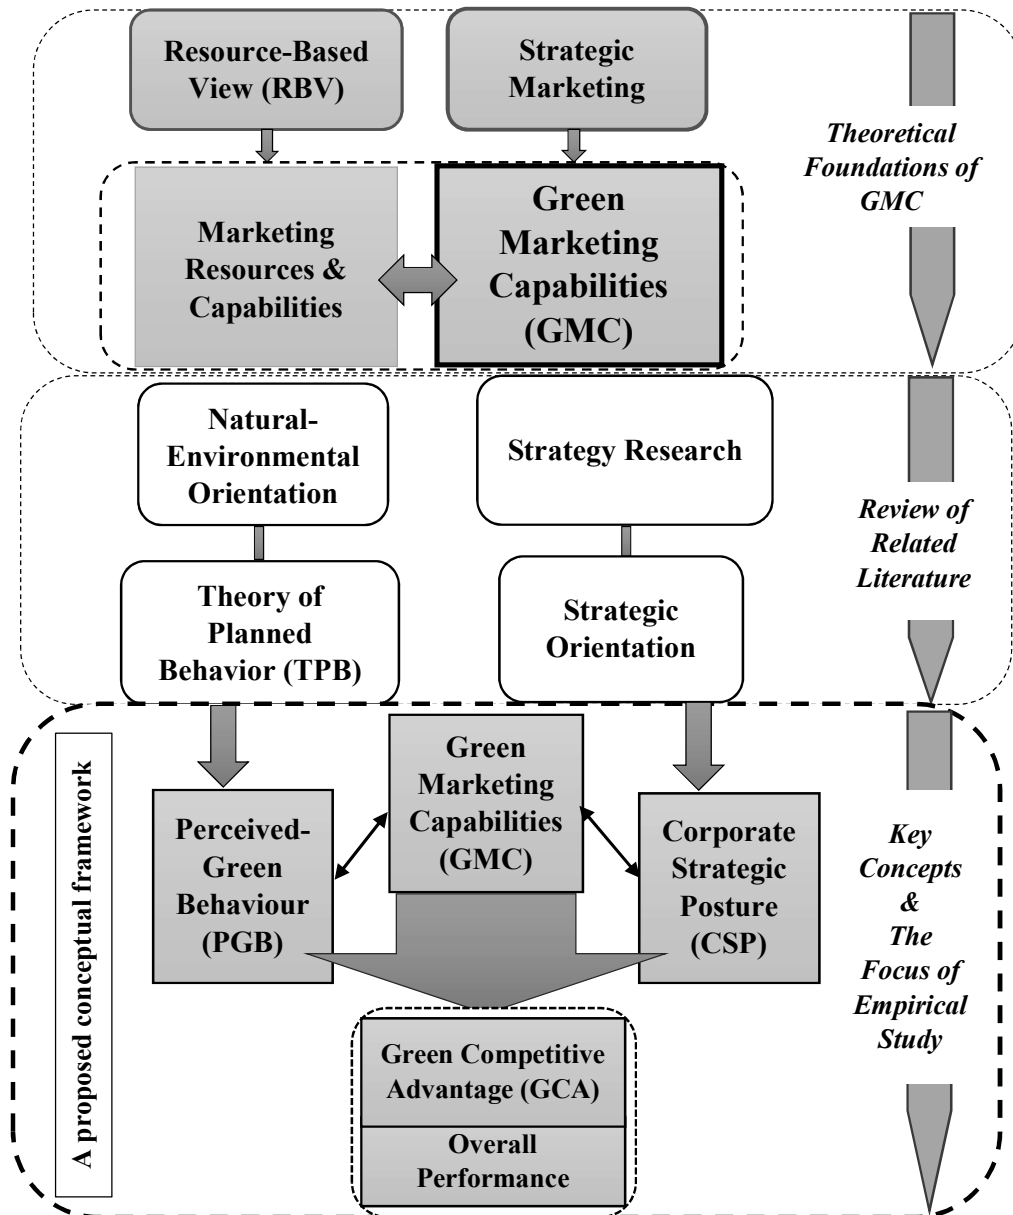 Resource-Based
View (RBV)
Strategic
Marketing
Theoretical
Foundations of
GMC
Marketing
Resources &
Capabilities
Green
Marketing
Capabilities
(GMC)
Natural-
Environmental
Orientation
Strategy Research
Review of
Related
Literature
Theory of
Planned
Behavior (TPB)
Strategic
Orientation
A proposed conceptual framework
Perceived-
Green
Behaviour
(PGB)
Green
Marketing
Capabilities
(GMC)
Corporate
Strategic
Posture
(CSP)
Key
Concepts
&
The
Focus of
Empirical
Study
Green Competitive
Advantage (GCA)
Overall
Performance